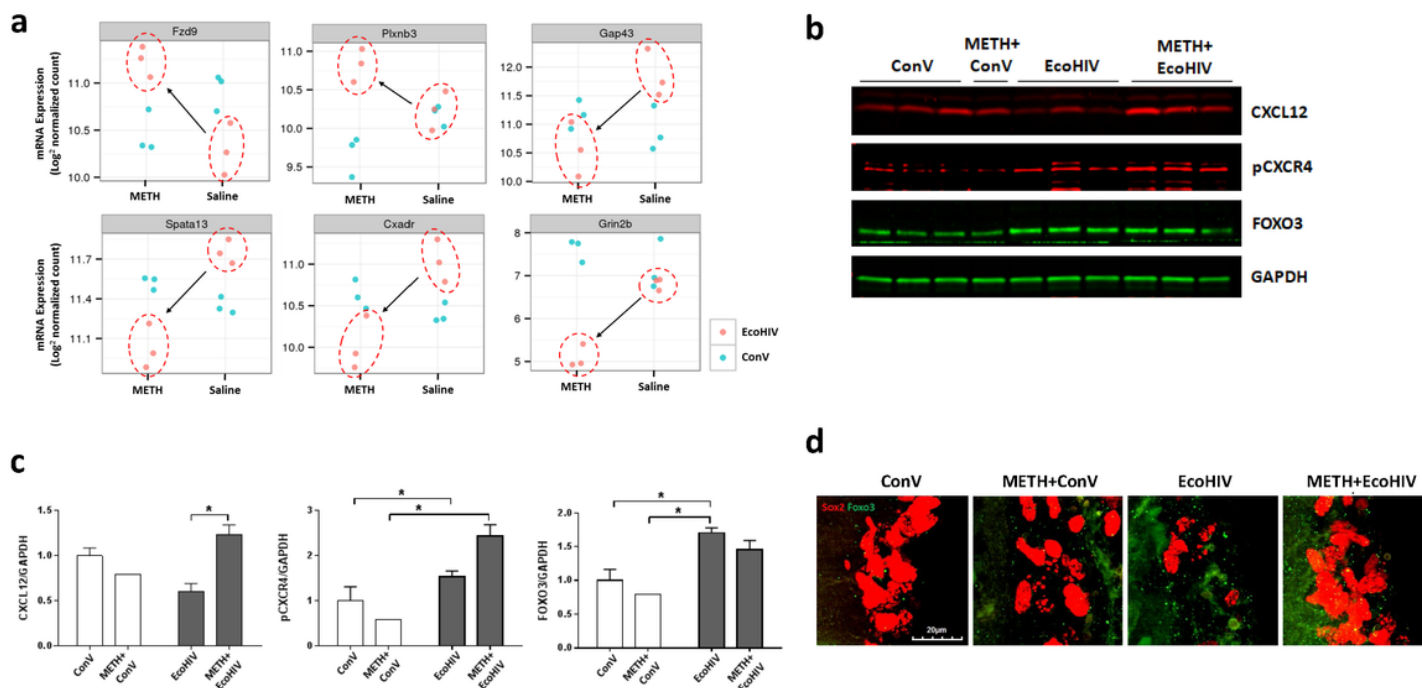 a
Fzd9
Plxnb3
Gap43
mRNA Expression
(Log² normalized count)
11.0
10.5
10.0
METH
Saline
11.0
10.5
10.0
9.5
METH
Saline
12.0
11.5
11.0
10.5
10.0
METH
Saline
Spata13
Cxadr
Grin2b
mRNA Expression
(Log² normalized count)
11.7
11.4
11.1
METH
Saline
11.0
10.5
10.0
METH
Saline
8
7
6
5
METH
Saline
EcoHIV
ConV
b
ConV
METH+
ConV
EcoHIV
METH+
EcoHIV
CXCL12
pCXCR4
FOXO3
GAPDH
c
CXCL12/GAPDH
1.5
1.0
0.5
0.0
*
ConV
METH+
ConV
EcoHIV
METH+
EcoHIV
pCXCR4/GAPDH
3
2
1
0
*
*
ConV
METH+
ConV
EcoHIV
METH+
EcoHIV
FOXO3/GAPDH
2.0
1.5
1.0
0.5
0.0
*
*
ConV
METH+
ConV
EcoHIV
METH+
EcoHIV
d
ConV
METH+ConV
EcoHIV
METH+EcoHIV
Sox2 Foxo3
20µm